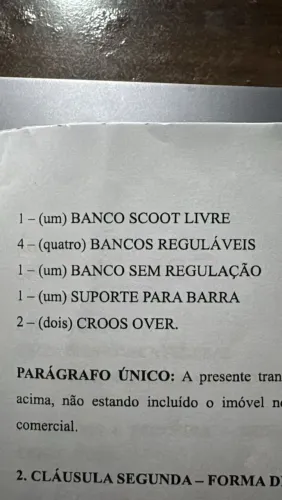 1 – (um) BANCO SCOOT LIVRE
4 – (quatro) BANCOS REGULÁVEIS
1 – (um) BANCO SEM REGULAÇÃO
1 – (um) SUPORTE PARA BARRA
2 – (dois) CROOS OVER.
PARÁGRAFO ÚNICO: A presente
acima, não estando incluído o imóvel
comercial.
2. CLÁUSULA SEGUNDA – FORMA